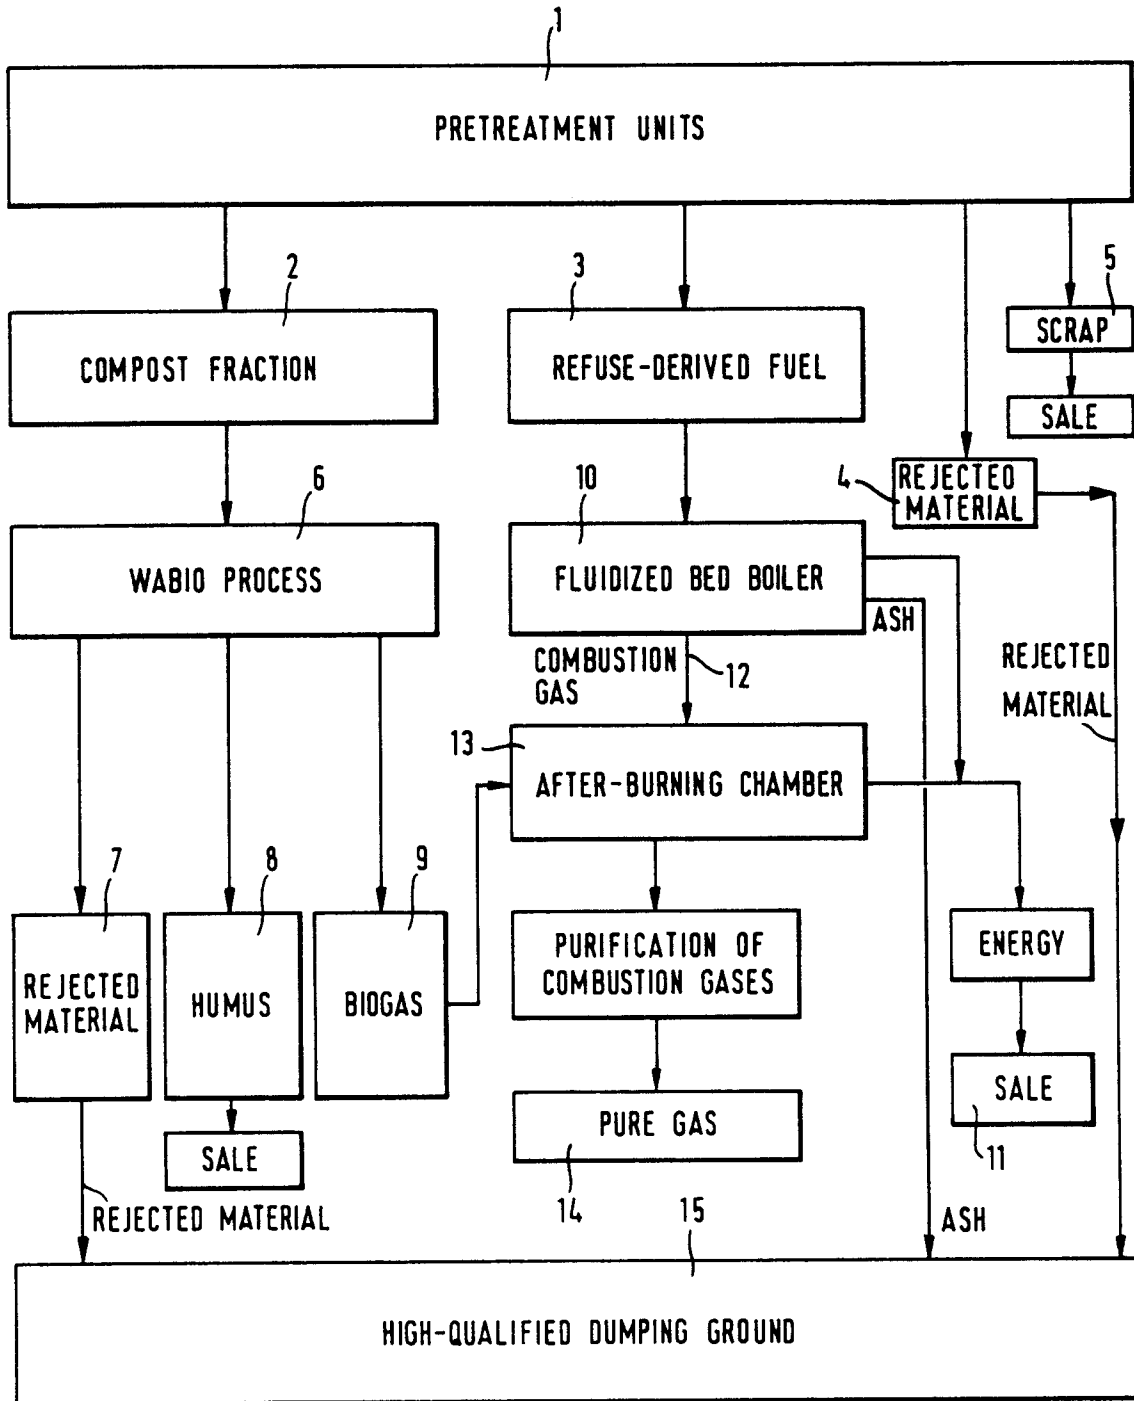 1
PRETREATMENT UNITS
2
3
5
COMPOST FRACTION
REFUSE-DERIVED FUEL
SCRAP
SALE
6
10
4
REJECTED
MATERIAL
WABIO PROCESS
FLUIDIZED BED BOILER
ASH
COMBUSTION
GAS
12
REJECTED
MATERIAL
13
AFTER-BURNING CHAMBER
7
8
9
REJECTED
MATERIAL
HUMUS
BIOGAS
PURIFICATION OF
COMBUSTION GASES
ENERGY
SALE
11
PURE GAS
14
SALE
REJECTED MATERIAL
15
ASH
HIGH-QUALIFIED DUMPING GROUND